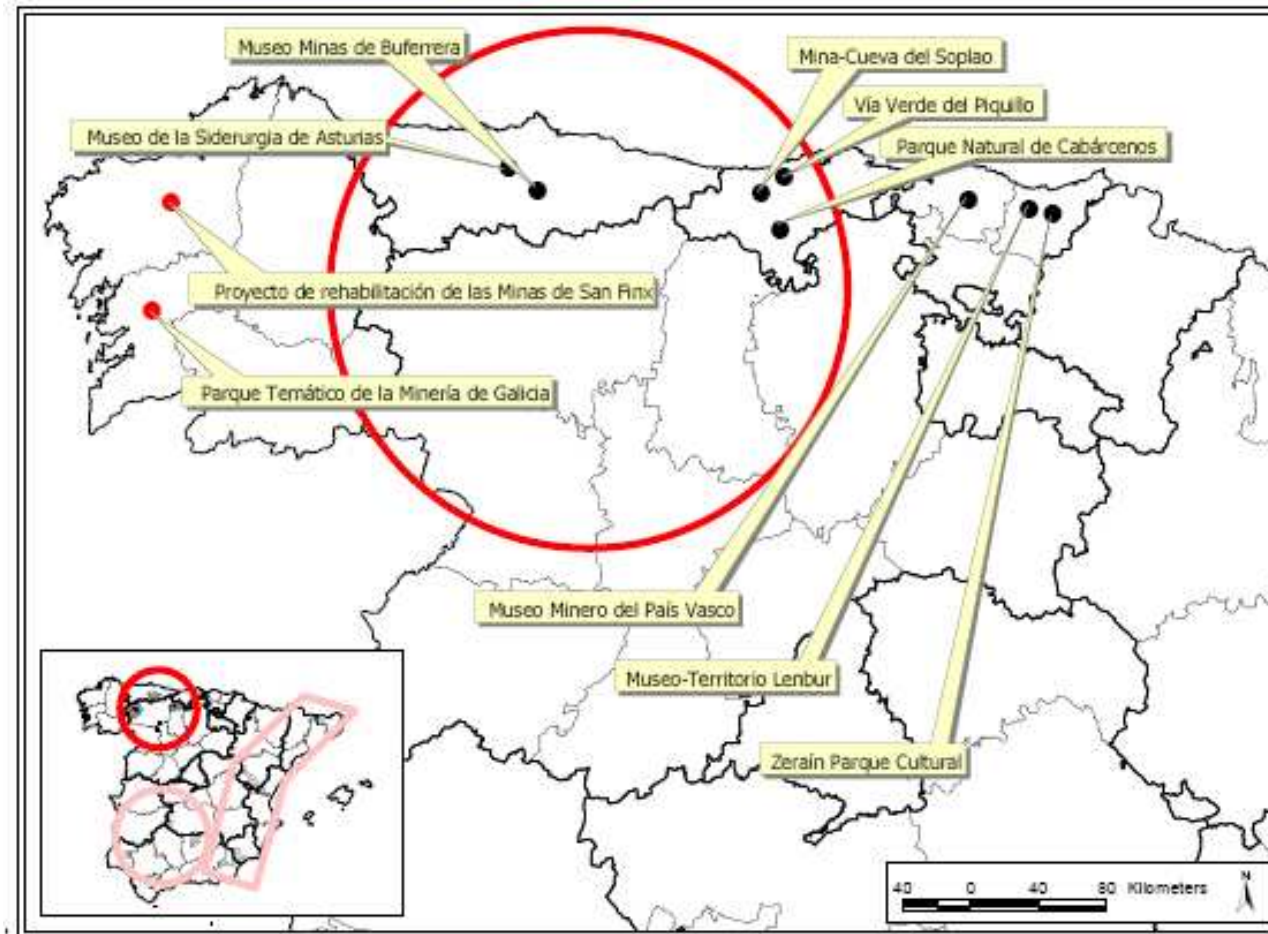 Museo Minas de Buferrera
Mina-Cueva del Soplao
Vía Verde del Piquillo
Museo de la Siderurgia de Asturias
Parque Natural de Cabárcenos
Proyecto de rehabilitación de las Minas de San Finx
Parque Temático de la Minería de Galicia
Museo Minero del País Vasco
Museo-Territorio Lenbur
Zeraín Parque Cultural
40 0 40 80 Kilometers
N